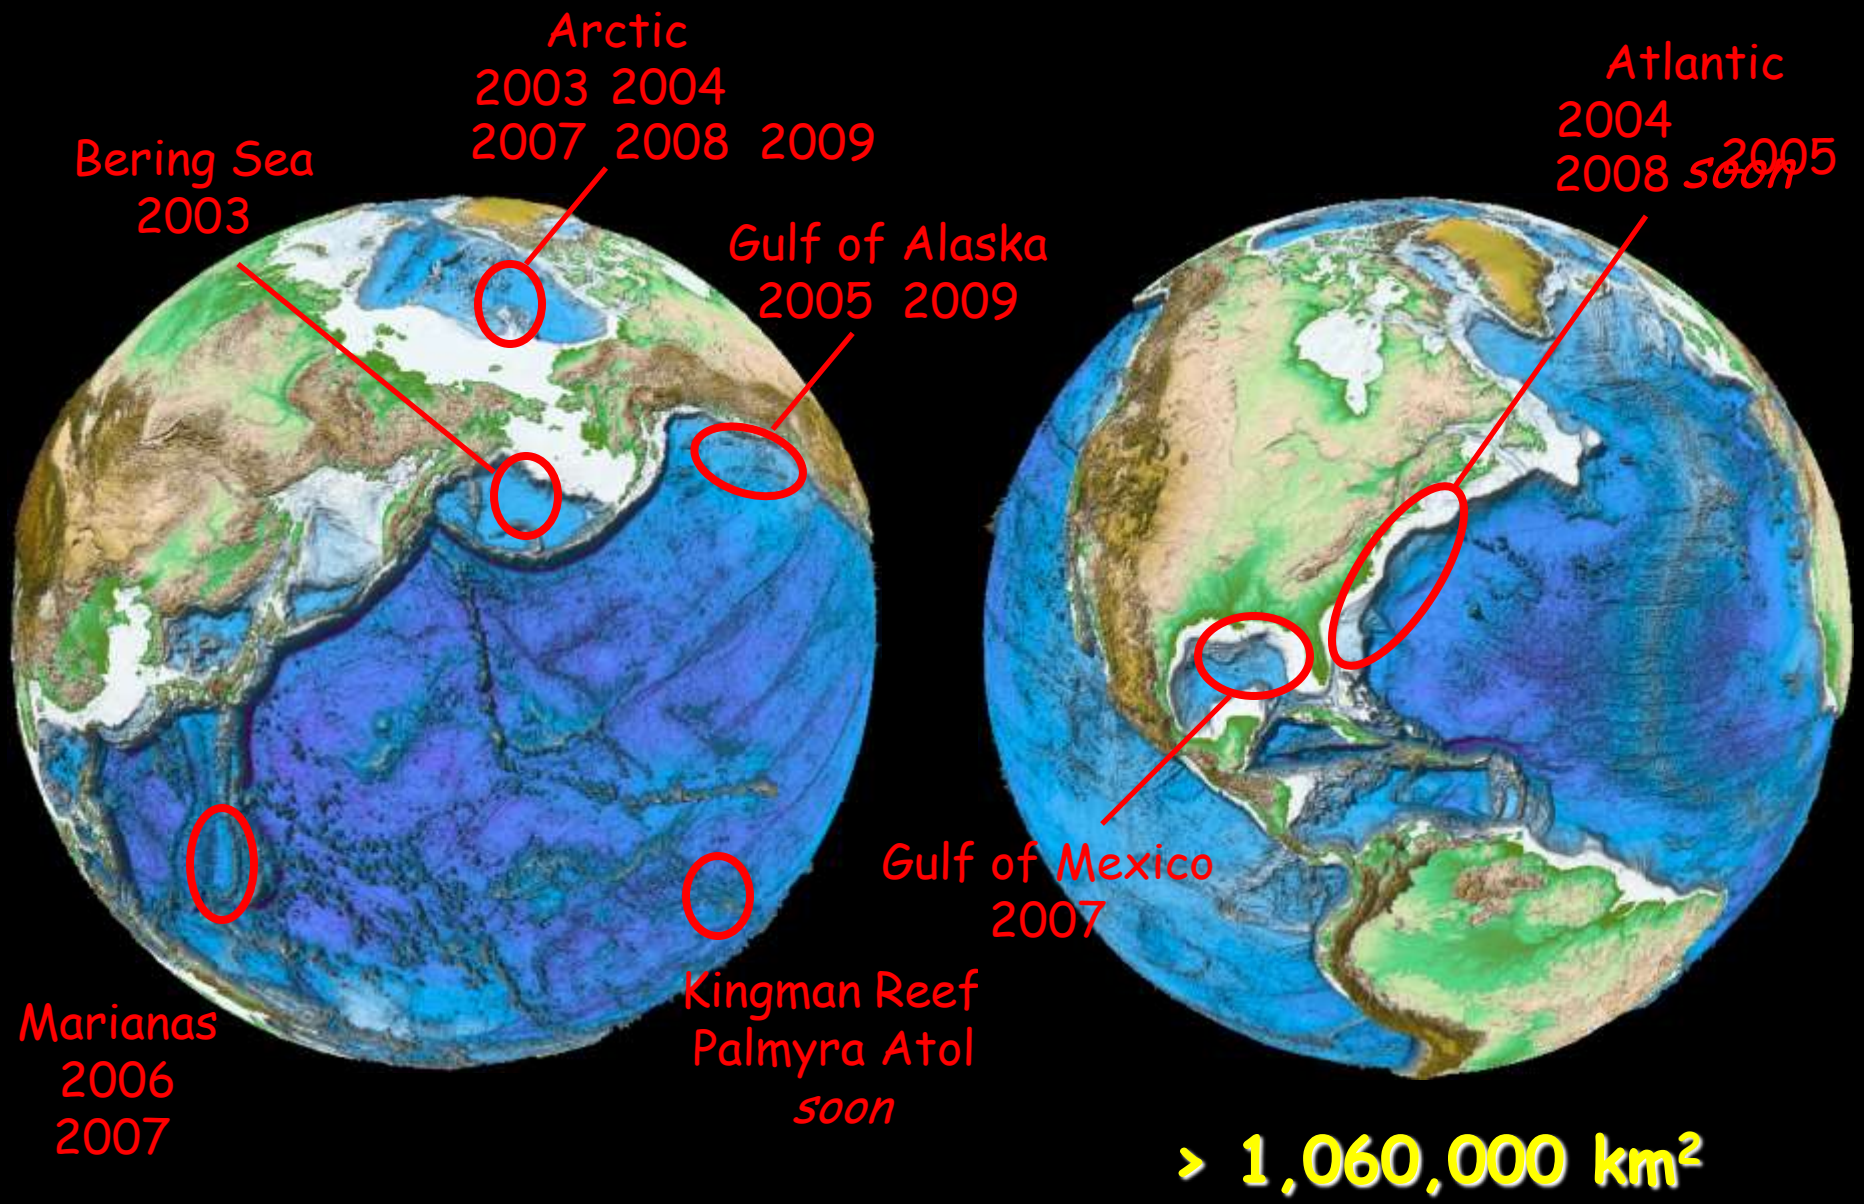 Arctic
2003 2004
2007 2008 2009
Bering Sea
2003
Gulf of Alaska
2005 2009
Atlantic
2004 2005
2008 soon
Gulf of Mexico
2007
Kingman Reef
Palmyra Atol
soon
Marianas
2006
2007
> 1,060,000 km²